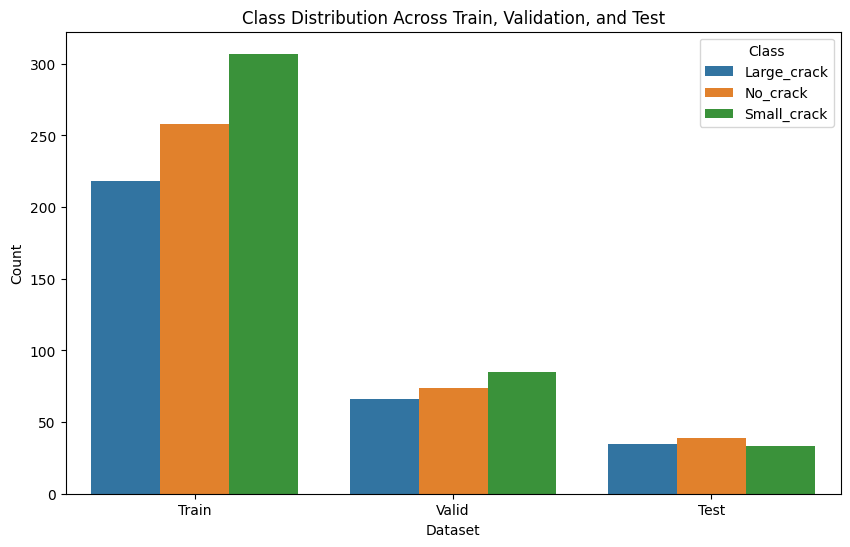 Class Distribution Across Train, Validation, and Test
Class
Large_crack
No_crack
Small_crack
300
250
200
150
100
50
0
Count
Train
Valid
Test
Dataset